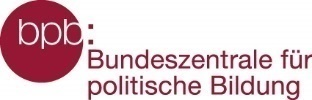 bpb:
Bundeszentrale für
politische Bildung